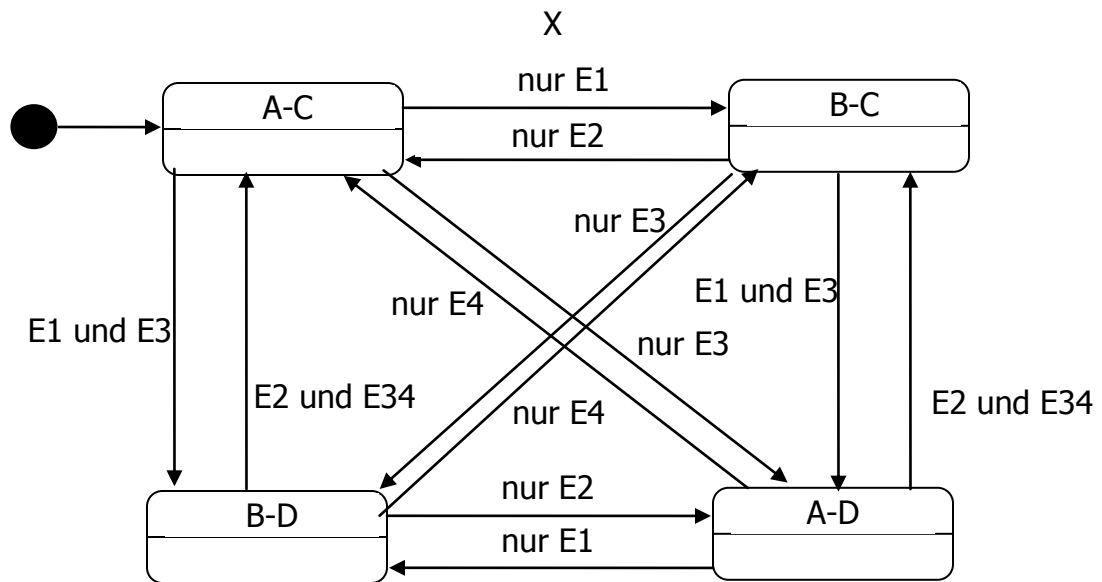 X
nur E1
A-C
B-C
nur E2
nur E3
E1 und E3
nur E4
E1 und E3
nur E3
E2 und E34
nur E4
E2 und E34
nur E2
B-D
A-D
nur E1